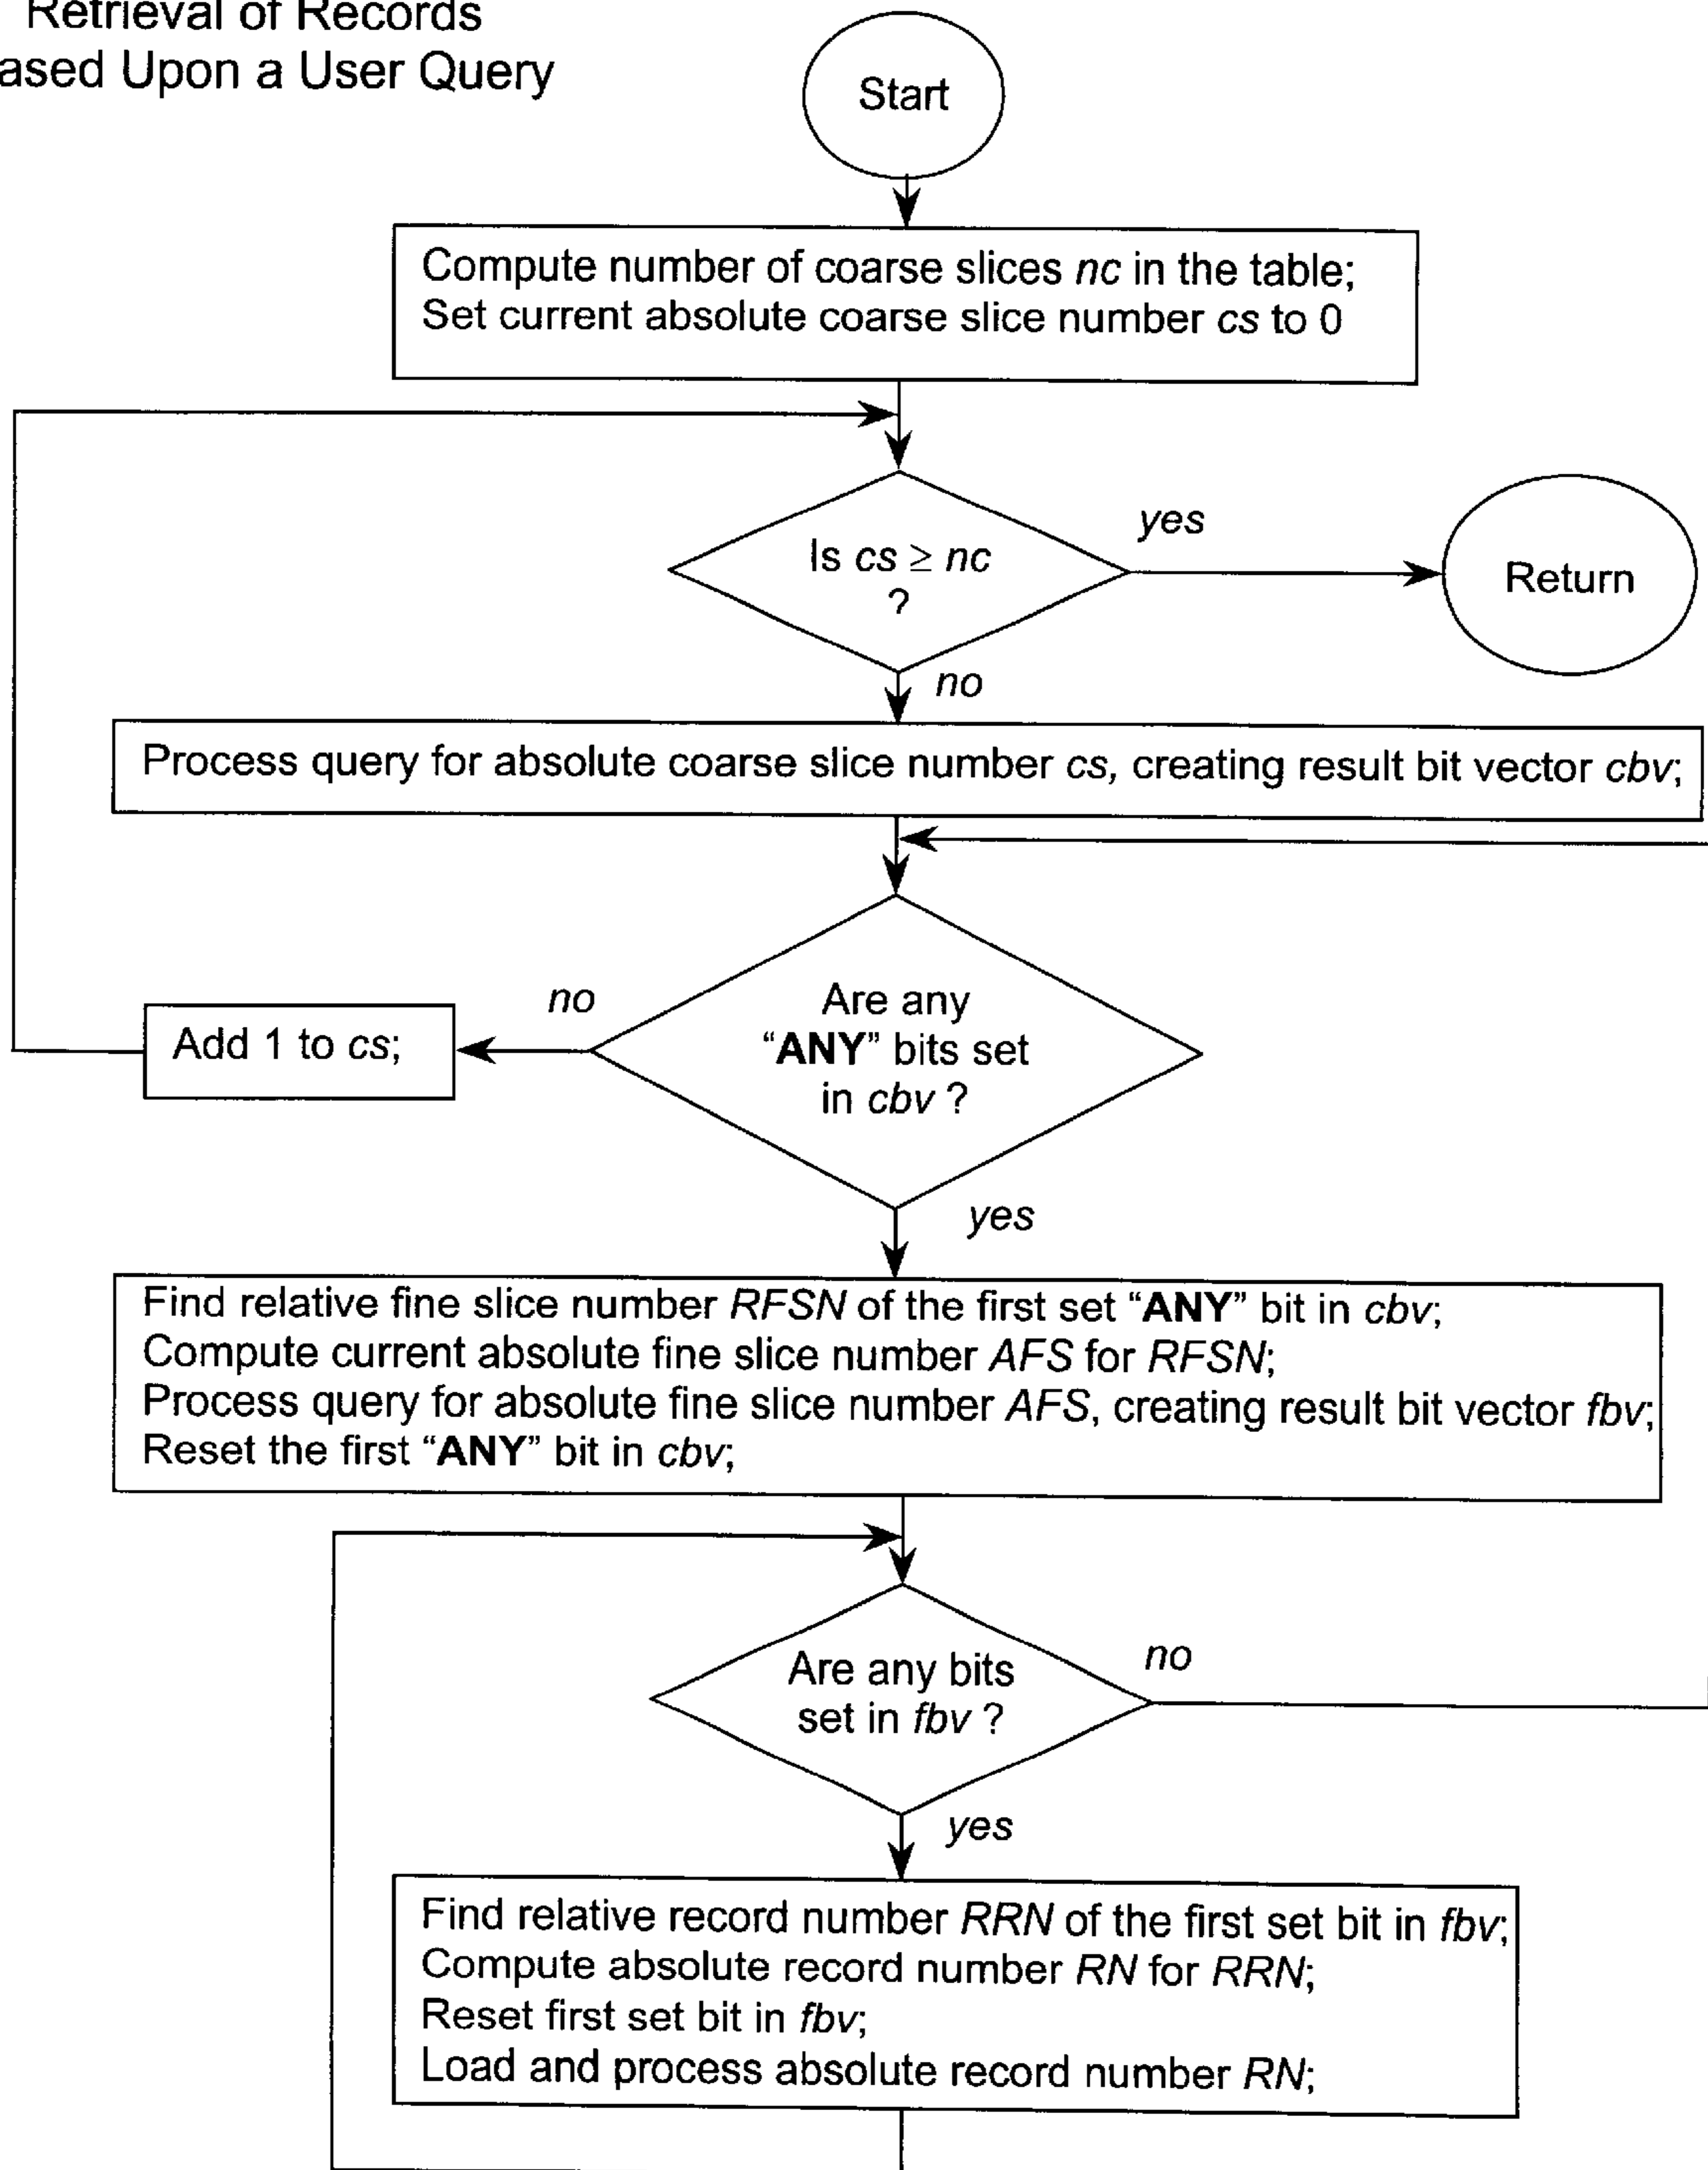 Retrieval of Records
ased Upon a User Query
Start
Compute number of coarse slices nc in the table;
Set current absolute coarse slice number cs to 0
Is cs ≥ nc
?
yes
Return
no
Process query for absolute coarse slice number cs, creating result bit vector cbv;
Are any
“ANY” bits set
in cbv ?
no
Add 1 to cs;
yes
Find relative fine slice number RFSN of the first set “ANY” bit in cbv;
Compute current absolute fine slice number AFS for RFSN;
Process query for absolute fine slice number AFS, creating result bit vector fbv;
Reset the first “ANY” bit in cbv;
Are any bits
set in fbv ?
no
yes
Find relative record number RRN of the first set bit in fbv;
Compute absolute record number RN for RRN;
Reset first set bit in fbv;
Load and process absolute record number RN;